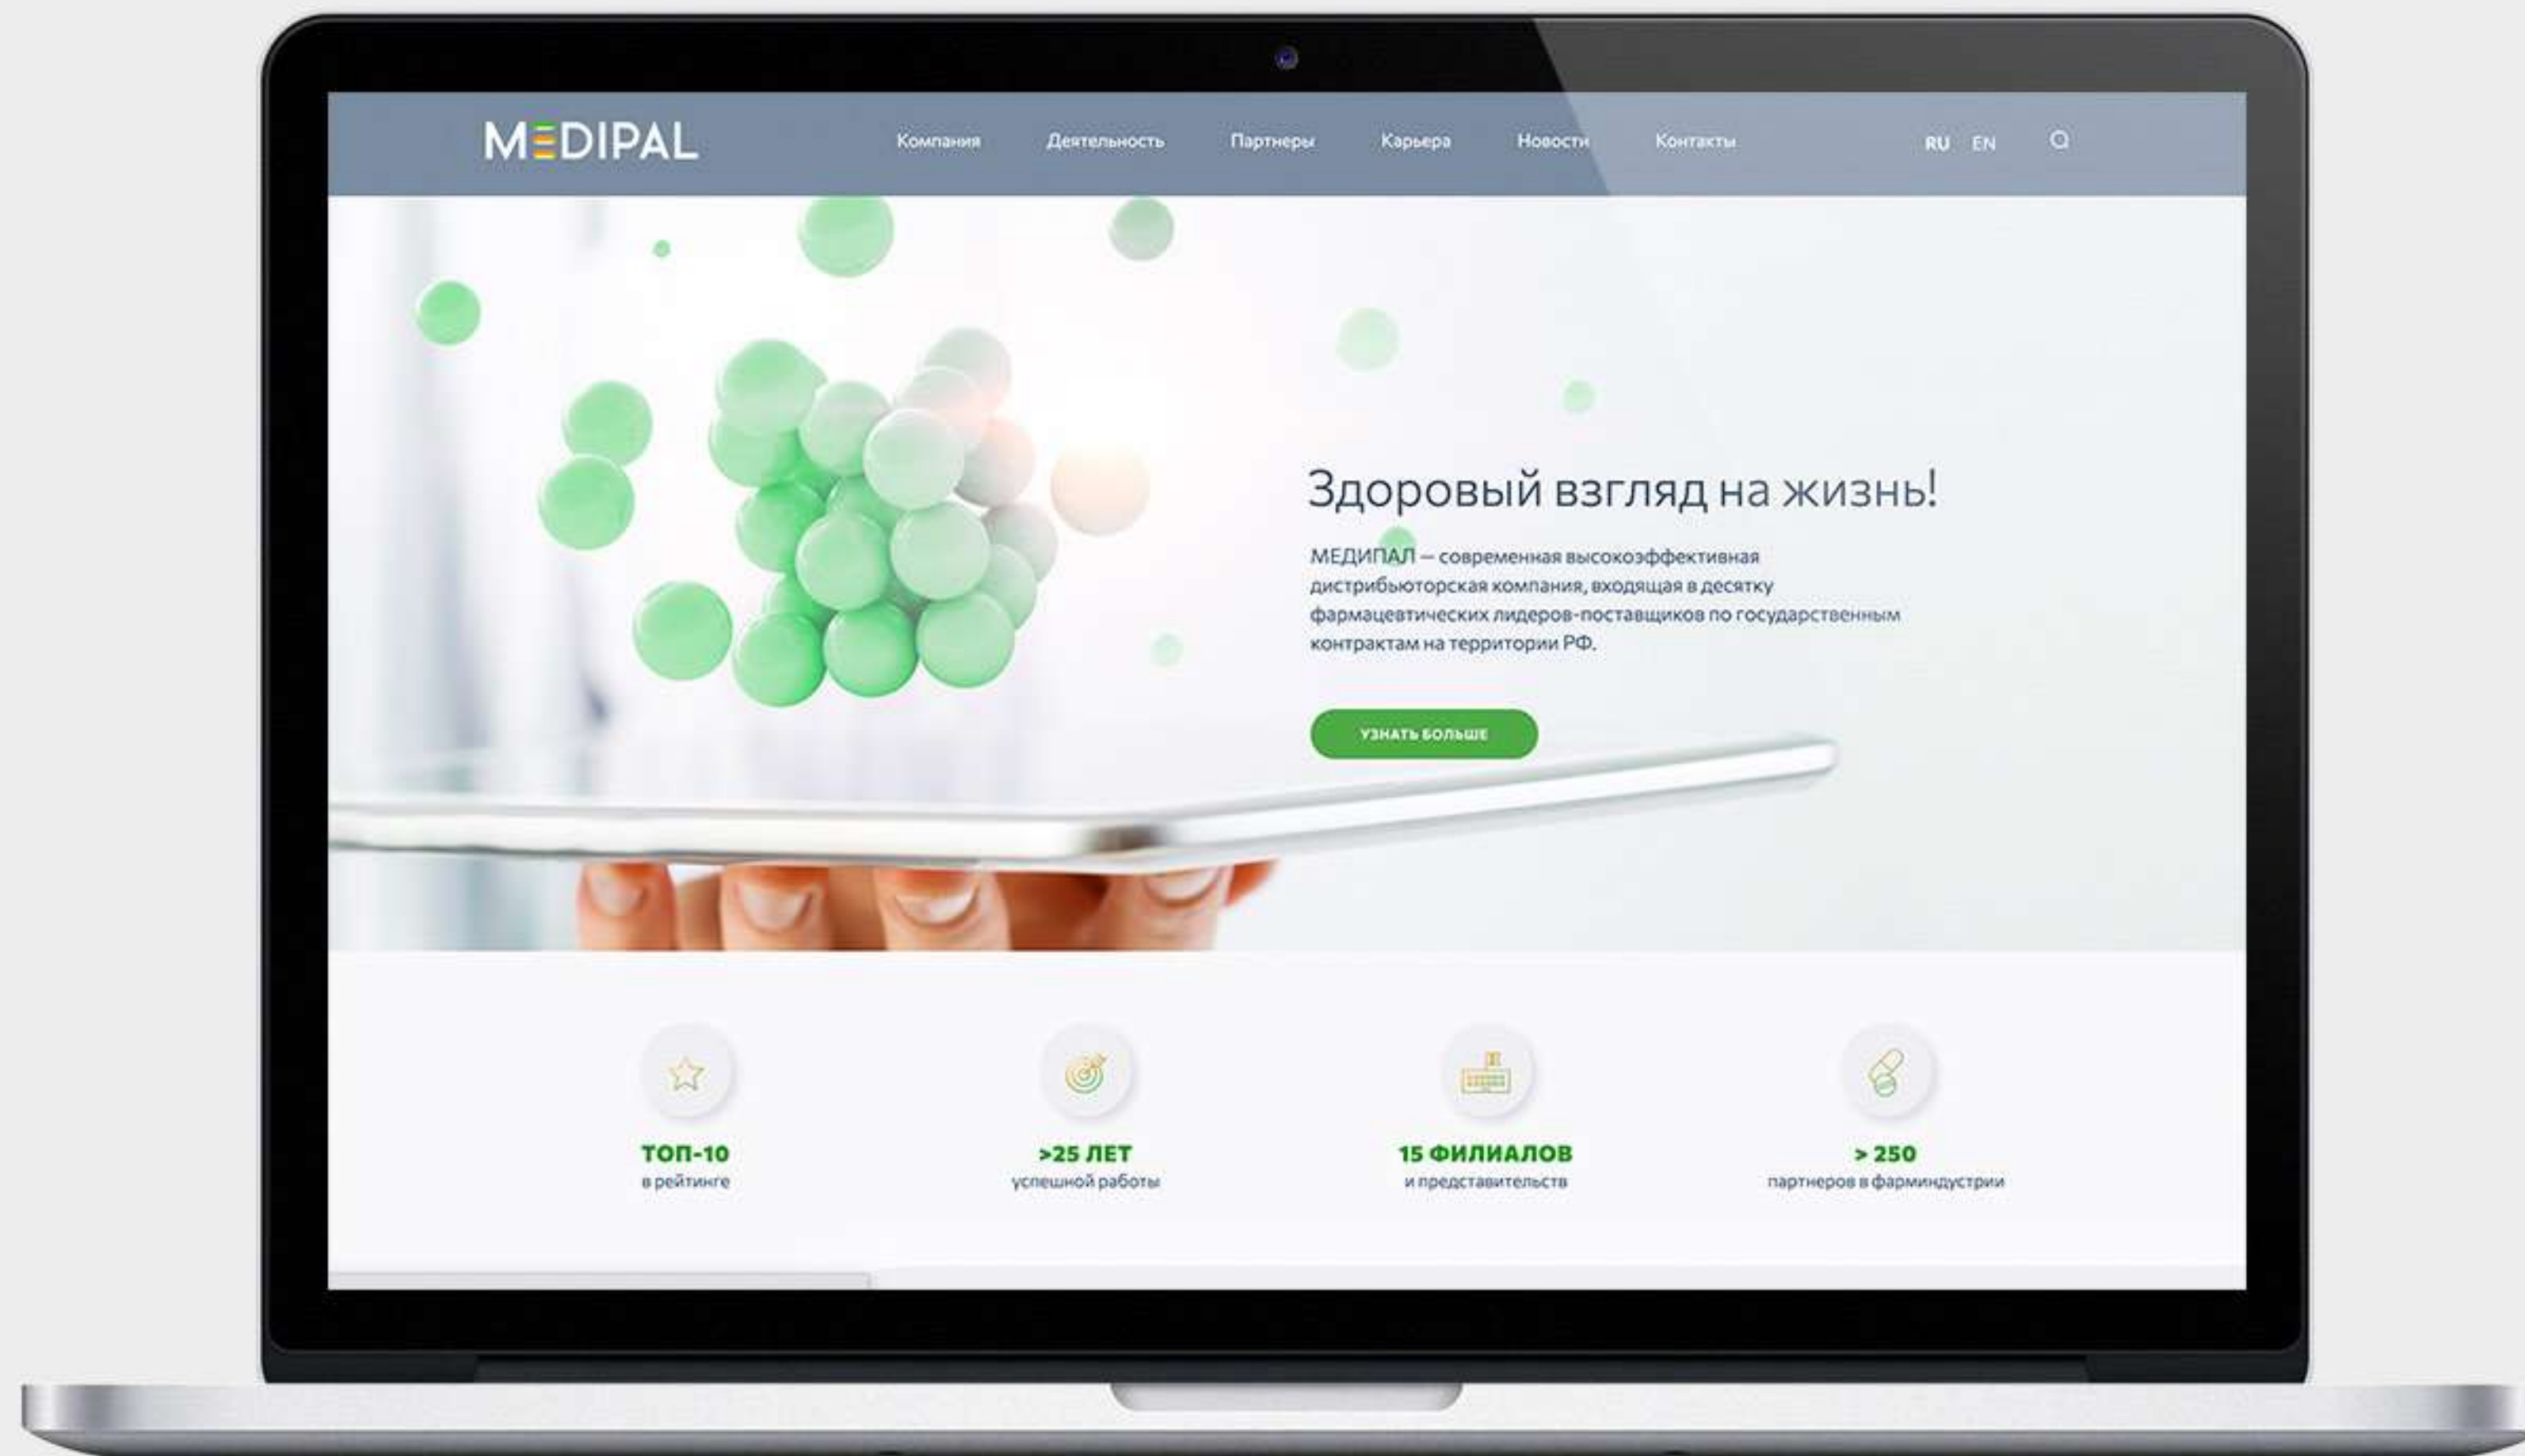 MEDIPAL
Компания Деятельность Партнеры Карьера Новости Контакты RU EN
Здоровый взгляд на жизнь!
МЕДИПАЛ – современная высокоэффективная
дистрибьюторская компания, входящая в десятку
фармацевтических лидеров-поставщиков по государственным
контрактам на территории РФ.
УЗНАТЬ БОЛЬШЕ
ТОП-10
в рейтинге
>25 ЛЕТ
успешной работы
15 ФИЛИАЛОВ
и представительств
> 250
партнеров в фарминдустрии